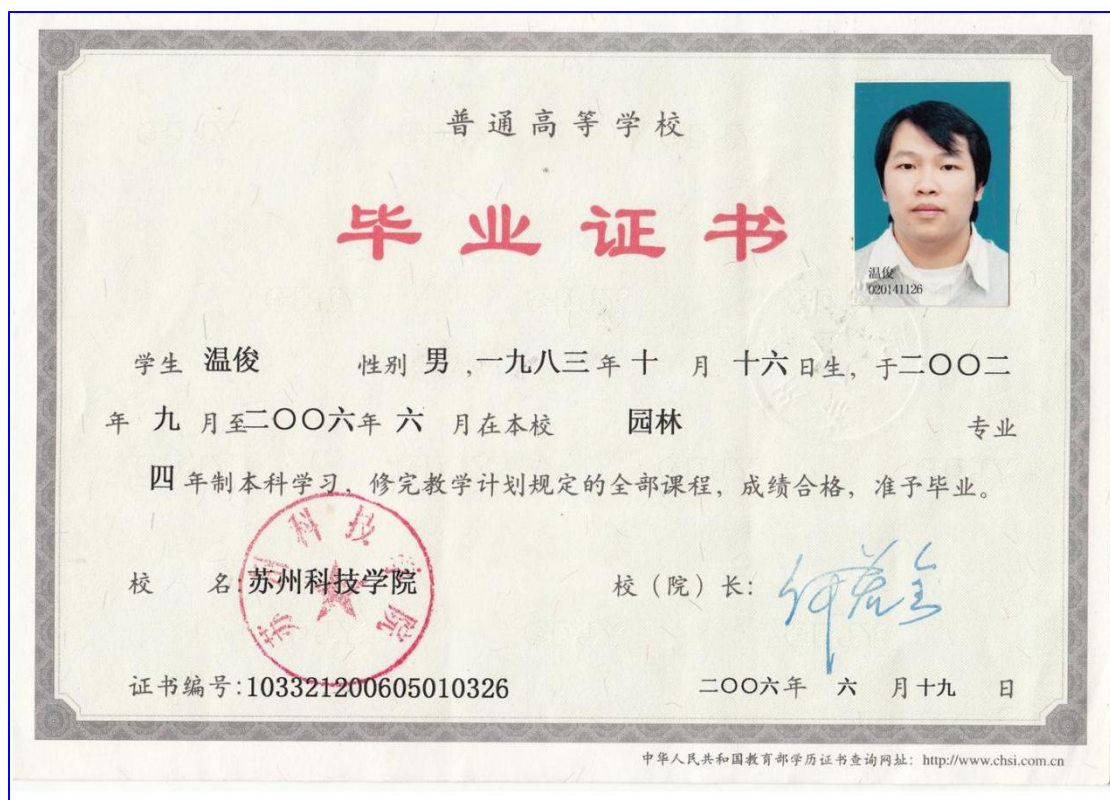 普通高等学校
毕业证书
温俊
020141126
学生 温俊 性别 男 ,一九八三年 十 月 十六日生, 于二〇〇二
年 九 月至二〇〇六年 六 月在本校 园林 专业
四 年制本科学习, 修完教学计划规定的全部课程, 成绩合格, 准予毕业。
苏州科技学院
校 名:苏州科技学院 校 (院) 长:
证书编号:103321200605010326 二〇〇六年 六 月十九 日
中华人民共和国教育部学历证书查询网址: http://www.chsi.com.cn